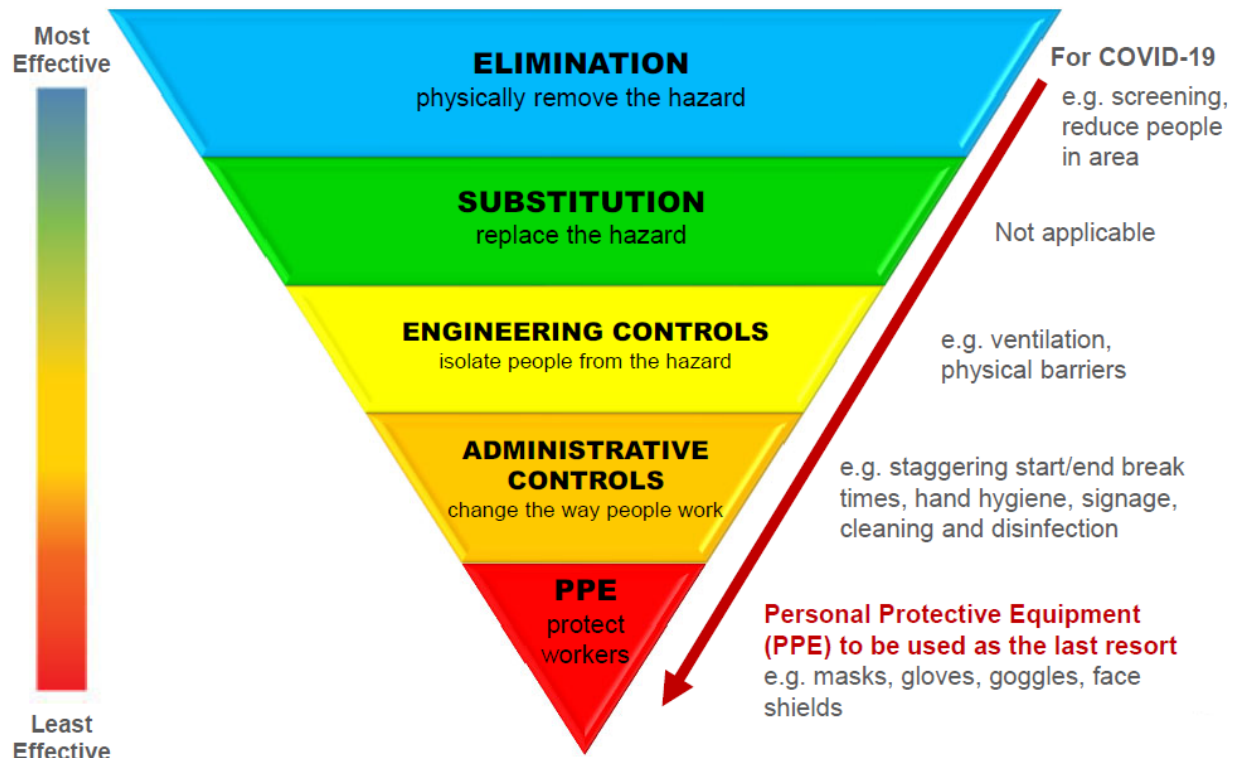 Most
Effective
ELIMINATION
physically remove the hazard
For COVID-19
e.g. screening,
reduce people
in area
SUBSTITUTION
replace the hazard
Not applicable
ENGINEERING CONTROLS
isolate people from the hazard
e.g. ventilation,
physical barriers
ADMINISTRATIVE
CONTROLS
change the way people work
e.g. staggering start/end break
times, hand hygiene, signage,
cleaning and disinfection
PPE
protect
workers
Personal Protective Equipment
(PPE) to be used as the last resort
e.g. masks, gloves, goggles, face
shields
Least
Effective